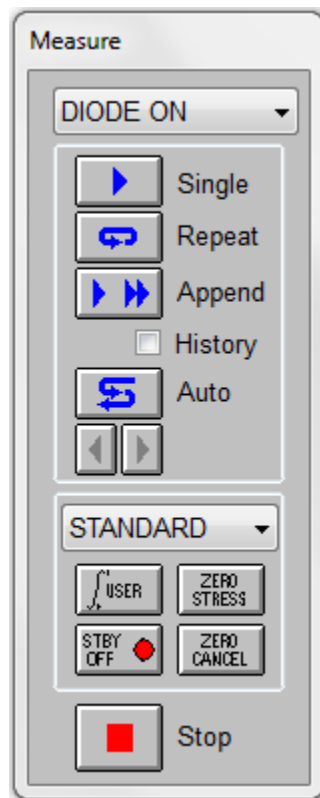 Measure
DIODE ON
Single
Repeat
Append
History
Auto
STANDARD
USER
ZERO
STRESS
STBY
OFF
ZERO
CANCEL
Stop